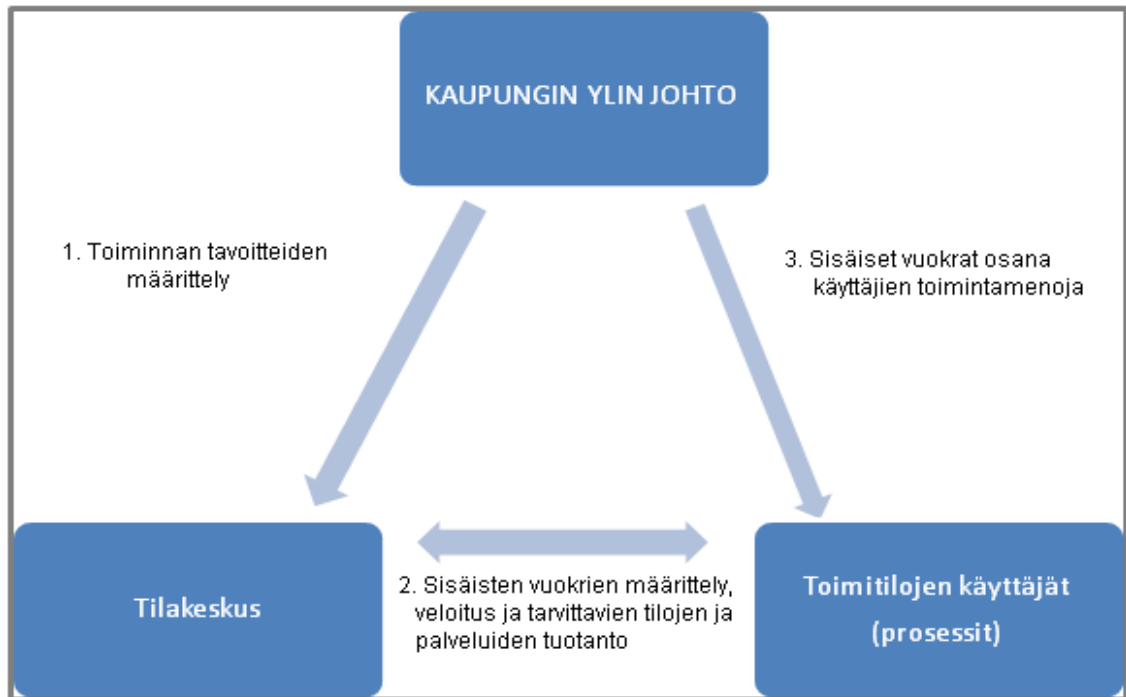 KAUPUNGIN YLIN JOHTO
1. Toiminnan tavoitteiden
määrittely
3. Sisäiset vuokrat osana
käyttäjien toimintamenoja
Tilakeskus
2. Sisäisten vuokrien määrittely,
veloitus ja tarvittavien tilojen ja
palveluiden tuotanto
Toimitilojen käyttäjät
(prosessit)